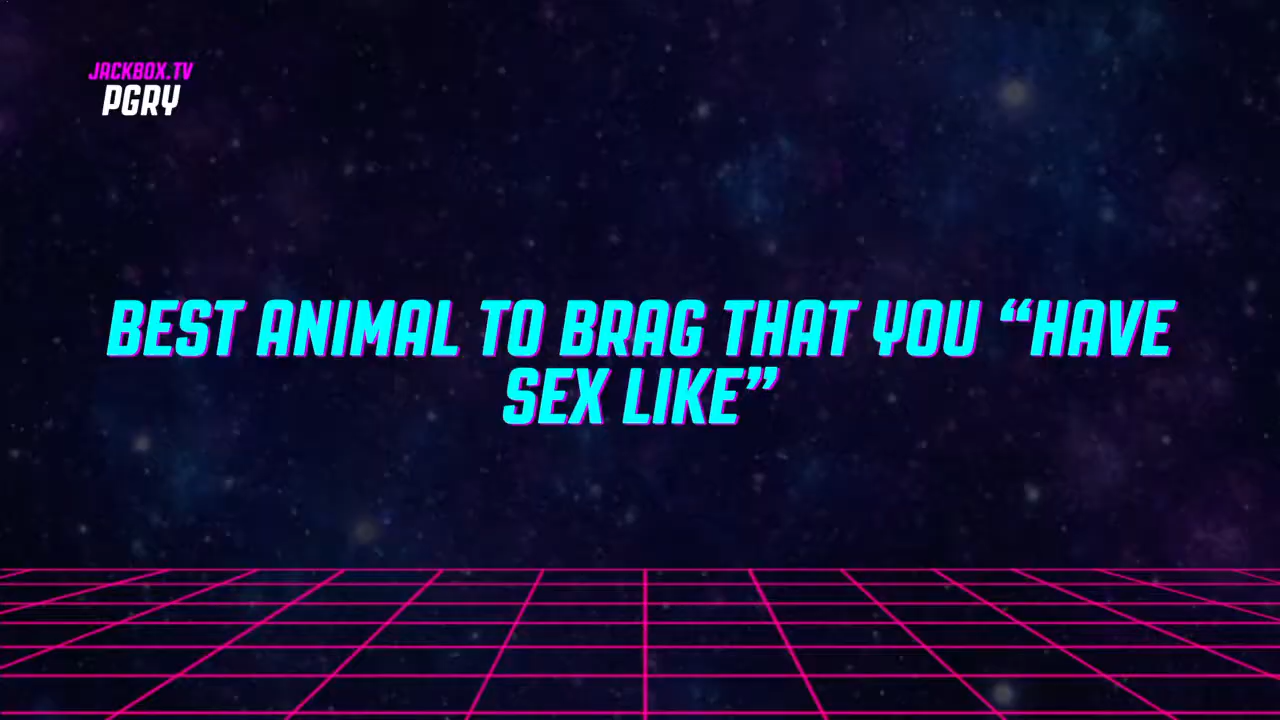 JACKBOX.TV
PGRY
BEST ANIMAL TO BRAG THAT YOU “HAVE
SEX LIKE”